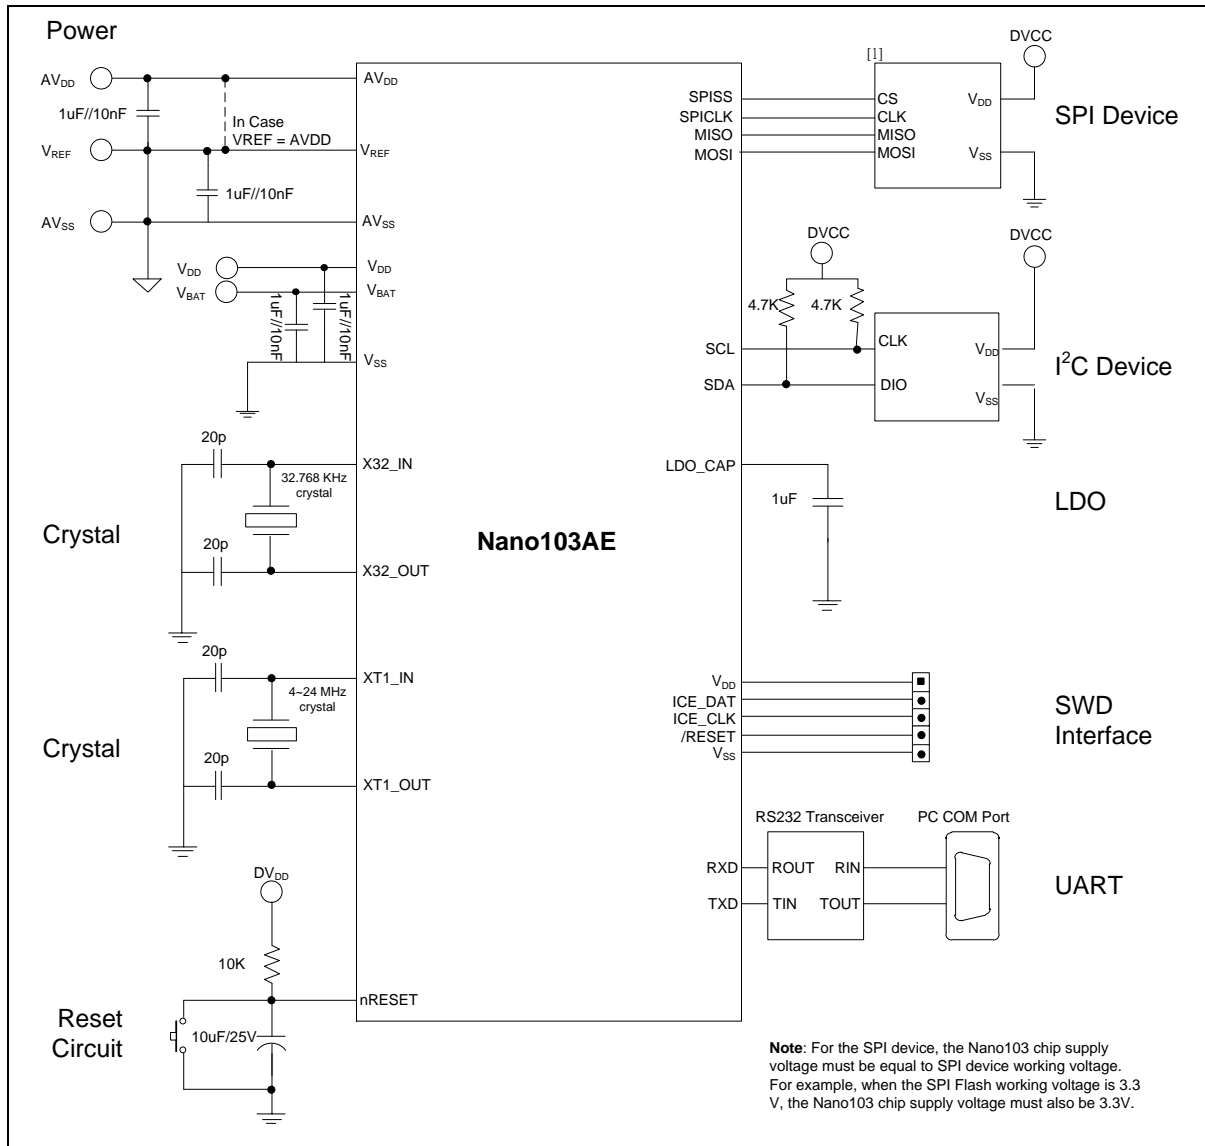 Power
AVDD
1uF//10nF
In Case
VREF = AVDD
VREF
1uF//10nF
AVSS
AVDD
VREF
AVSS
VDD
VBAT
1uF//10nF
1uF//10nF
VDD
VBAT
VSS
20p
X32_IN
32.768 KHz
crystal
Crystal
20p
X32_OUT
20p
XT1_IN
4~24 MHz
crystal
Crystal
20p
XT1_OUT
DVDD
10K
nRESET
Reset
Circuit
10uF/25V
Nano103AE
[1]
DVCC
SPISS
SPICLK
MISO
MOSI
CS
CLK
MISO
MOSI
VDD
VSS
SPI Device
DVCC
DVCC
4.7K
4.7K
SCL
SDA
CLK
DIO
VDD
VSS
I2C Device
LDO_CAP
1uF
LDO
VDD
ICE_DAT
ICE_CLK
/RESET
VSS
SWD
Interface
RS232 Transceiver
PC COM Port
RXD
TXD
ROUT
RIN
TIN
TOUT
UART
Note: For the SPI device, the Nano103 chip supply
voltage must be equal to SPI device working voltage.
For example, when the SPI Flash working voltage is 3.3
V, the Nano103 chip supply voltage must also be 3.3V.